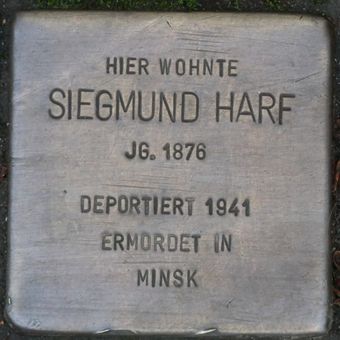 HIER WOHNTE
SIEGMUND HARF
JG. 1876
DEPORTIERT 1941
ERMORDET IN
MINSK